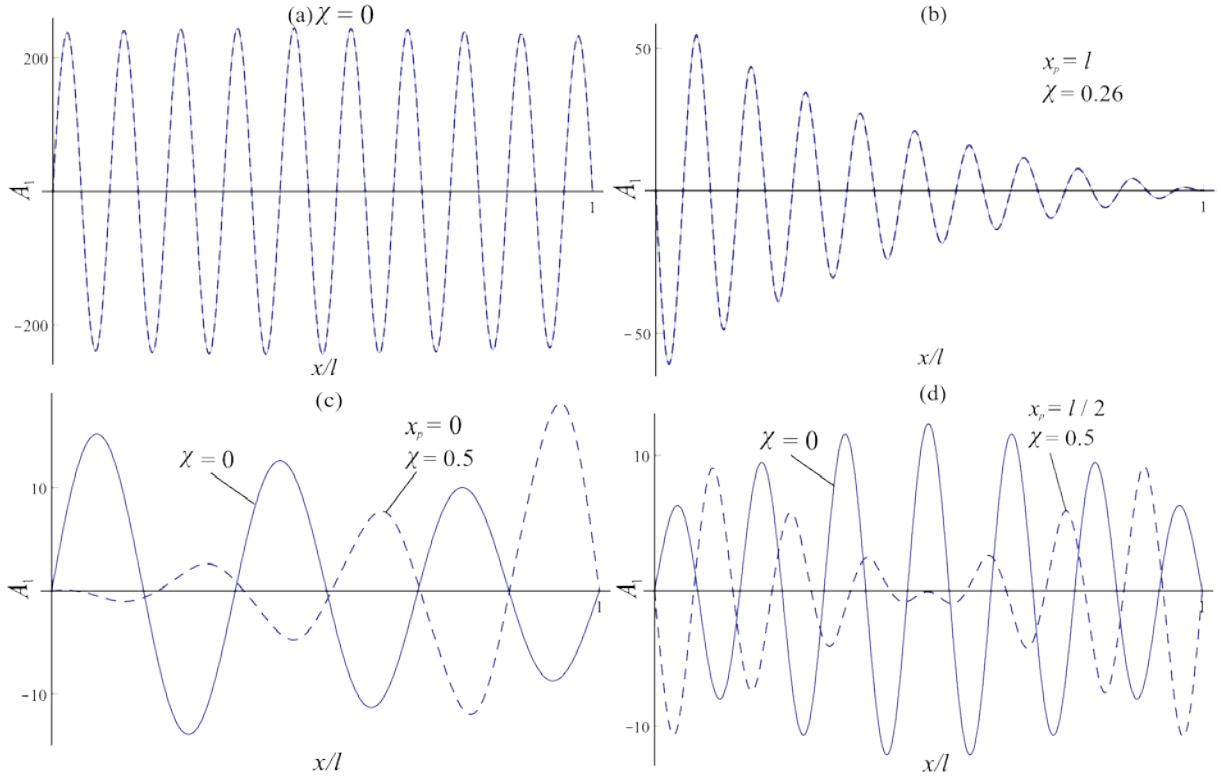 (a) χ = 0
200
-200
A₁
1
x/l
(b)
50
-50
xₚ = l
χ = 0.26
A₁
1
x/l
(c)
10
-10
χ = 0
xₚ = 0
χ = 0.5
A₁
1
x/l
(d)
10
-10
χ = 0
xₚ = l / 2
χ = 0.5
A₁
1
x/l